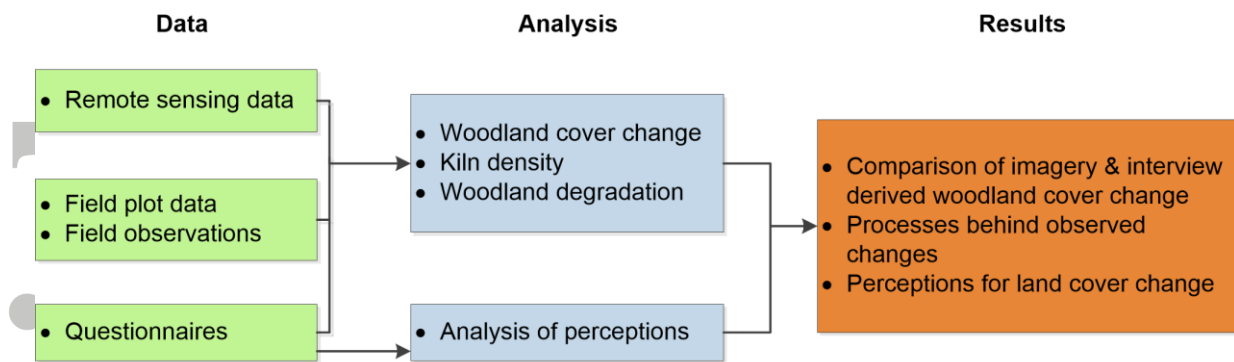 Data
Analysis
Results
• Remote sensing data
• Field plot data
• Field observations
• Questionnaires
• Woodland cover change
• Kiln density
• Woodland degradation
• Analysis of perceptions
• Comparison of imagery & interview
derived woodland cover change
• Processes behind observed
changes
• Perceptions for land cover change